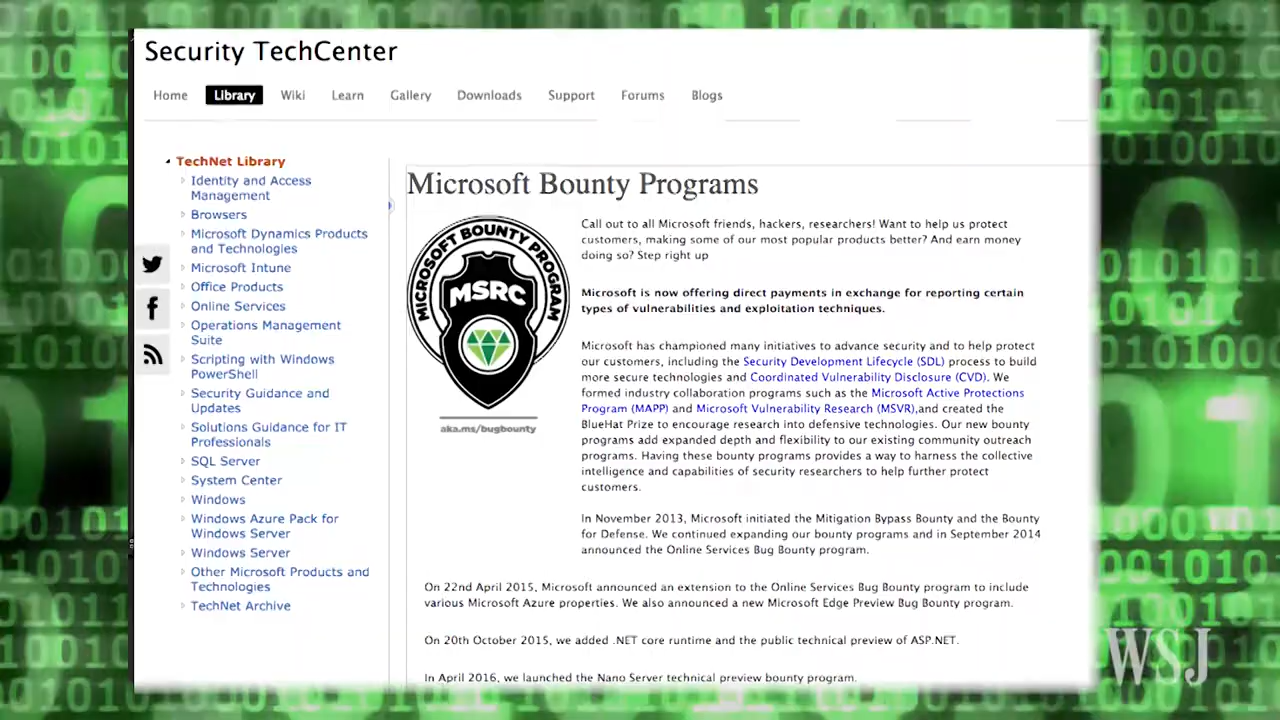 Security TechCenter
Home Library Wiki Learn Gallery Downloads Support Forums Blogs
TechNet Library
Identity and Access
Management
Browsers
Microsoft Dynamics Products
and Technologies
Microsoft Intune
Office Products
Online Services
Operations Management
Suite
Scripting with Windows
PowerShell
Security Guidance and
Updates
Solutions Guidance for IT
Professionals
SQL Server
System Center
Windows
Windows Azure Pack for
Windows Server
Windows Server
Other Microsoft Products and
Technologies
TechNet Archive
Microsoft Bounty Programs
MICROSOFT BOUNTY PROGRAM
MSRC
aka.ms/bugbounty
Call out to all Microsoft friends, hackers, researchers! Want to help us protect
customers, making some of our most popular products better? And earn money
doing so? Step right up
Microsoft is now offering direct payments in exchange for reporting certain
types of vulnerabilities and exploitation techniques.
Microsoft has championed many initiatives to advance security and to help protect
our customers, including the Security Development Lifecycle (SDL) process to build
more secure technologies and Coordinated Vulnerability Disclosure (CVD). We
formed industry collaboration programs such as the Microsoft Active Protections
Program (MAPP) and Microsoft Vulnerability Research (MSVR),and created the
BlueHat Prize to encourage research into defensive technologies. Our new bounty
programs add expanded depth and flexibility to our existing community outreach
programs. Having these bounty programs provides a way to harness the collective
intelligence and capabilities of security researchers to help further protect
customers.
In November 2013, Microsoft initiated the Mitigation Bypass Bounty and the Bounty
for Defense. We continued expanding our bounty programs and in September 2014
announced the Online Services Bug Bounty program.
On 22nd April 2015, Microsoft announced an extension to the Online Services Bug Bounty program to include
various Microsoft Azure properties. We also announced a new Microsoft Edge Preview Bug Bounty program.
On 20th October 2015, we added .NET core runtime and the public technical preview of ASP.NET.
In April 2016, we launched the Nano Server technical preview bounty program.
WSJ